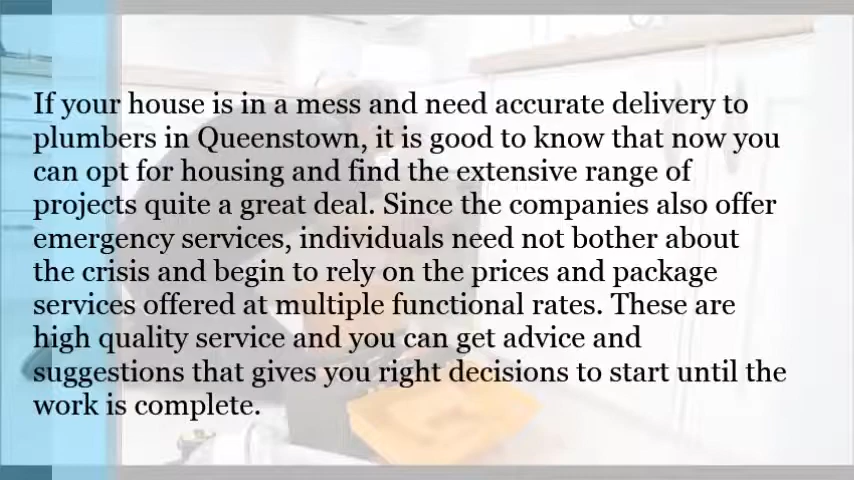 If your house is in a mess and need accurate delivery to
plumbers in Queenstown, it is good to know that now you
can opt for housing and find the extensive range of
projects quite a great deal. Since the companies also offer
emergency services, individuals need not bother about
the crisis and begin to rely on the prices and package
services offered at multiple functional rates. These are
high quality service and you can get advice and
suggestions that gives you right decisions to start until the
work is complete.